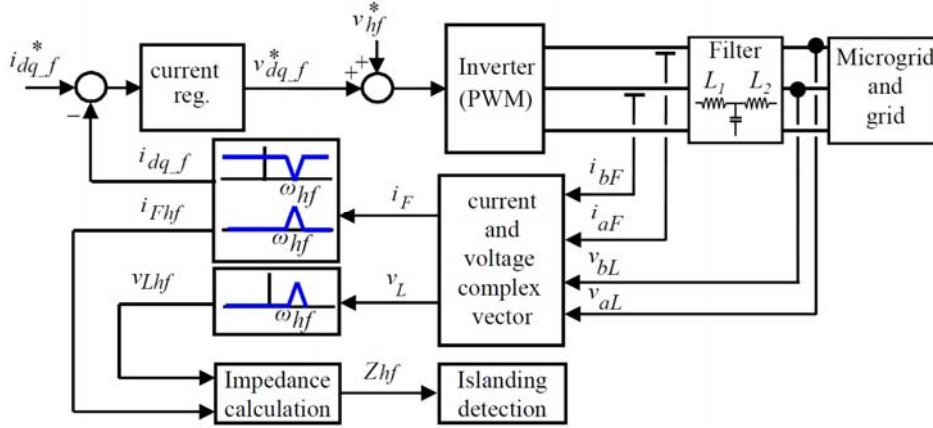 i*dq_f
current
reg.
v*dq_f
v*hf
+
+
−
Inverter
(PWM)
Filter
L1 L2
Microgrid
and
grid
idq_f
ωhf
iFhf
ωhf
iF
current
and
voltage
complex
vector
ibF
iaF
vbL
vaL
vLhf
ωhf
vL
Impedance
calculation
Zhf
Islanding
detection